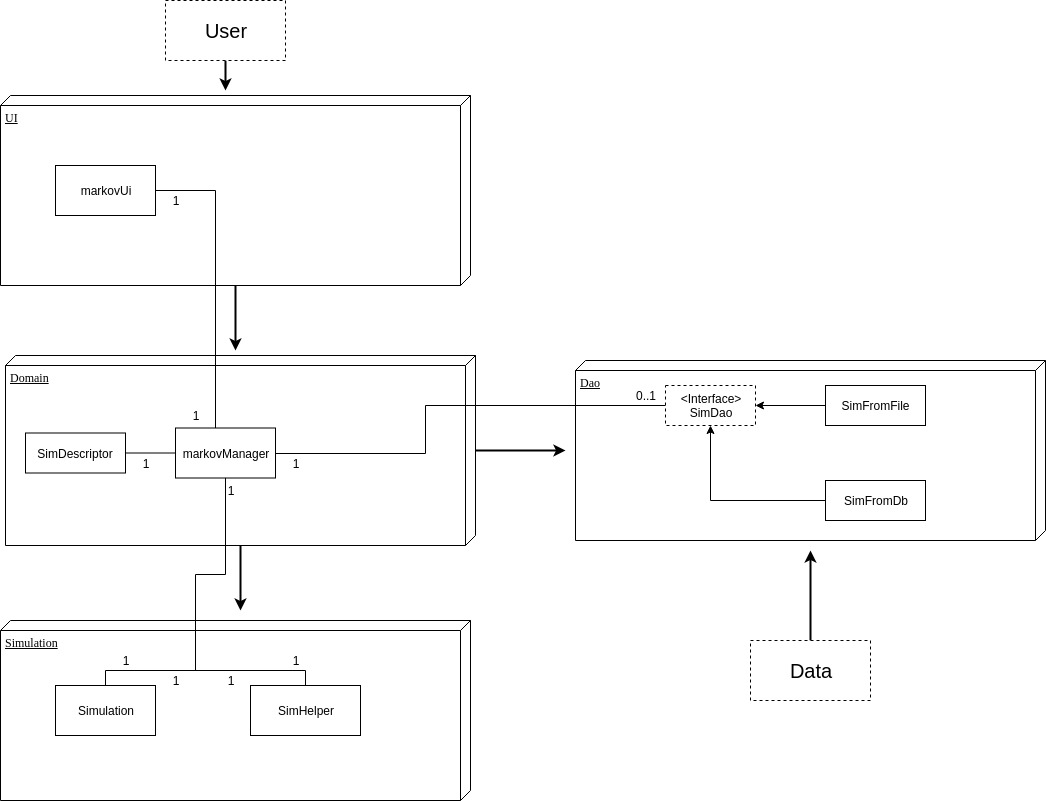 User
UI
markovUi
1
Domain
1
SimDescriptor
1
markovManager
1
1
0..1
Dao
<Interface>
SimDao
SimFromFile
SimFromDb
Simulation
1
1
1
1
Simulation
SimHelper
Data